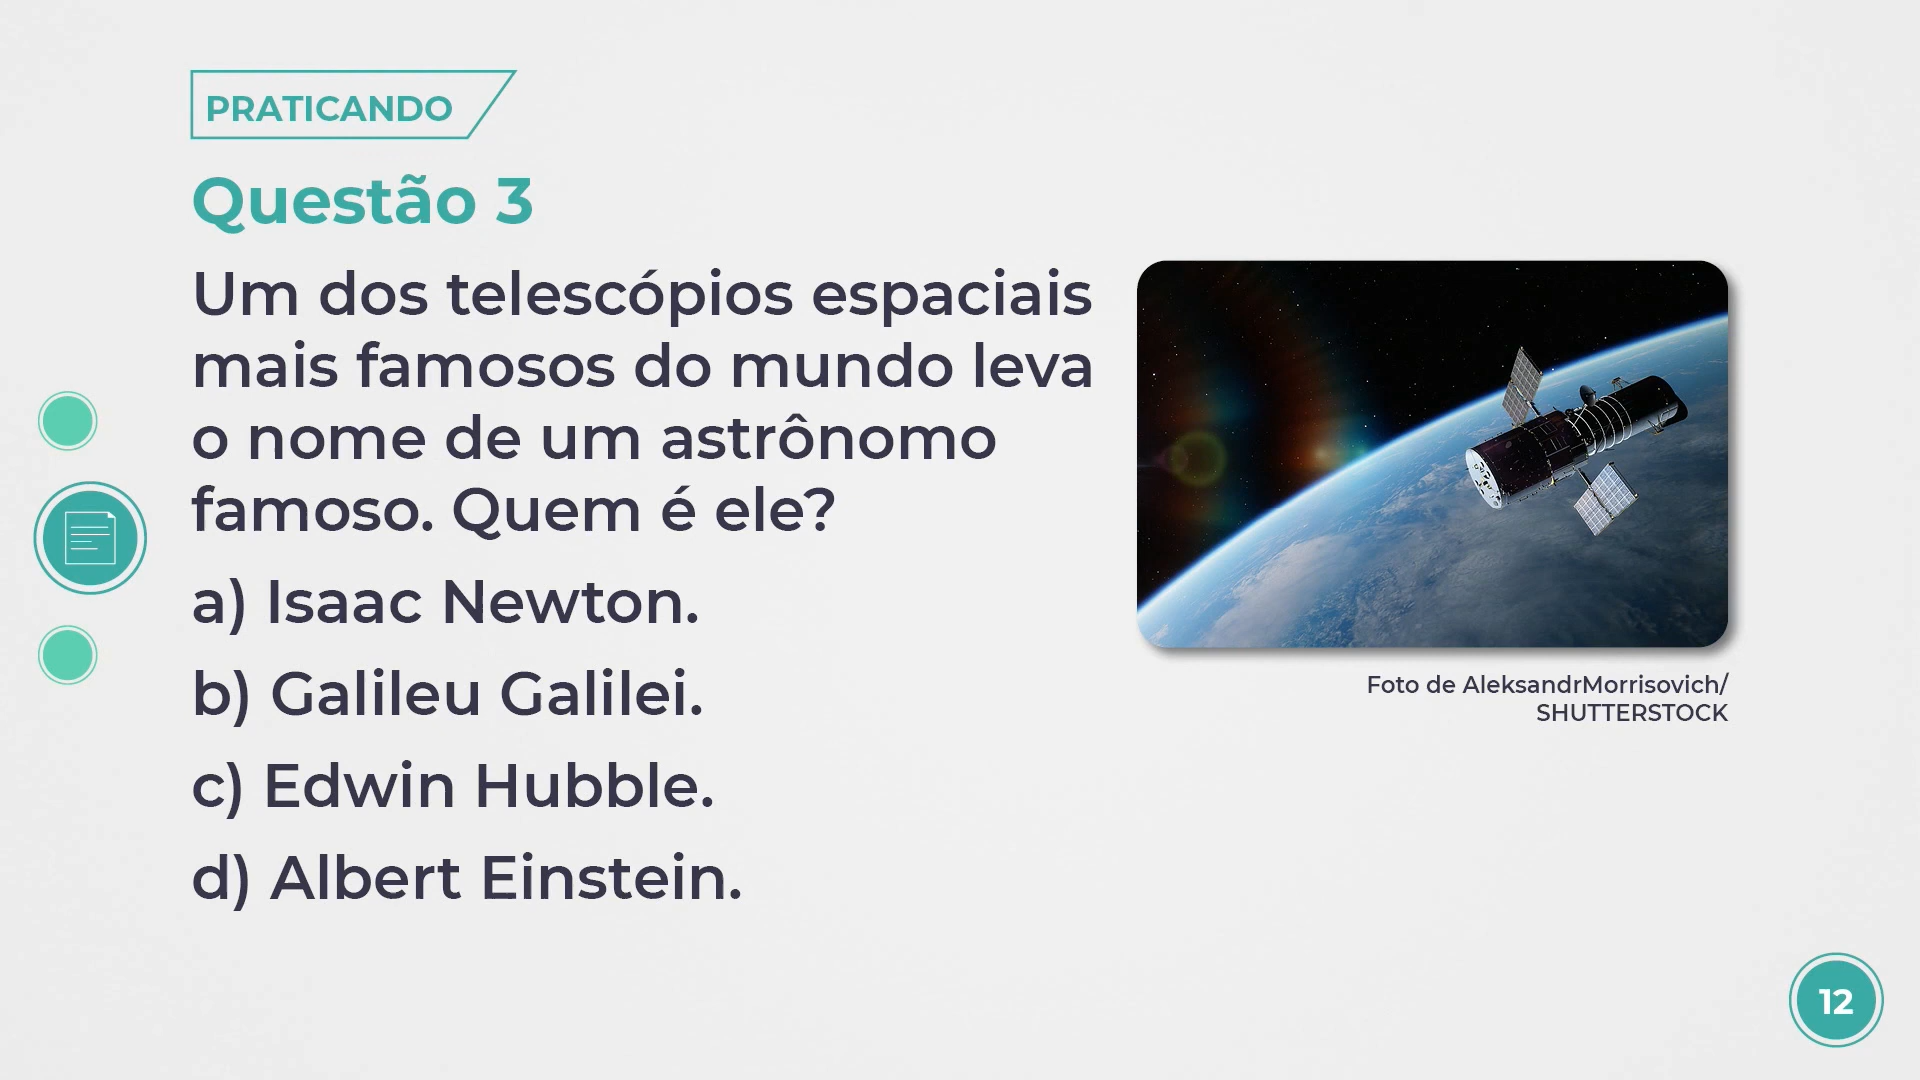 PRATICANDO
Questão 3
Um dos telescópios espaciais
mais famosos do mundo leva
o nome de um astrônomo
famoso. Quem é ele?
a) Isaac Newton.
b) Galileu Galilei.
c) Edwin Hubble.
d) Albert Einstein.
Foto de AleksandrMorrisovich/
SHUTTERSTOCK
12